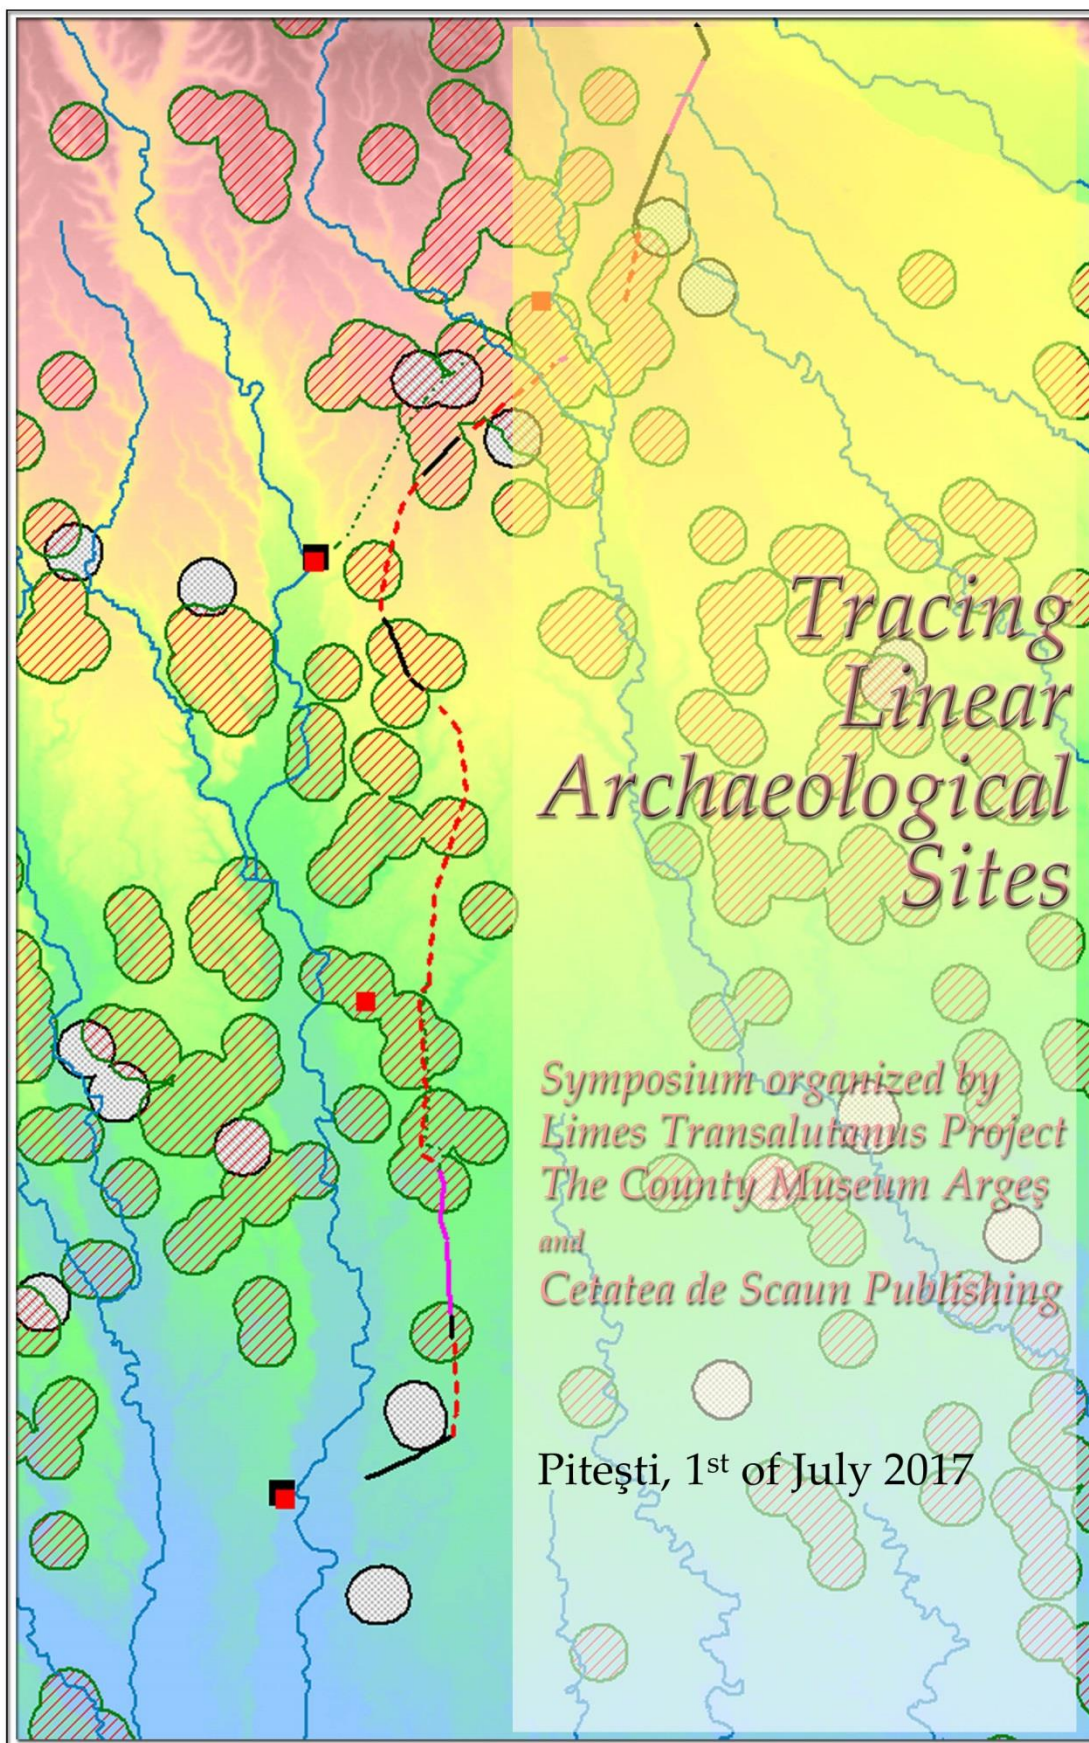 Tracing
Linear
Archaeological
Sites
Symposium organized by
Limes Transalutanus Project
The County Museum Argeş
and
Cetatea de Scaun Publishing
Piteşti, 1st of July 2017